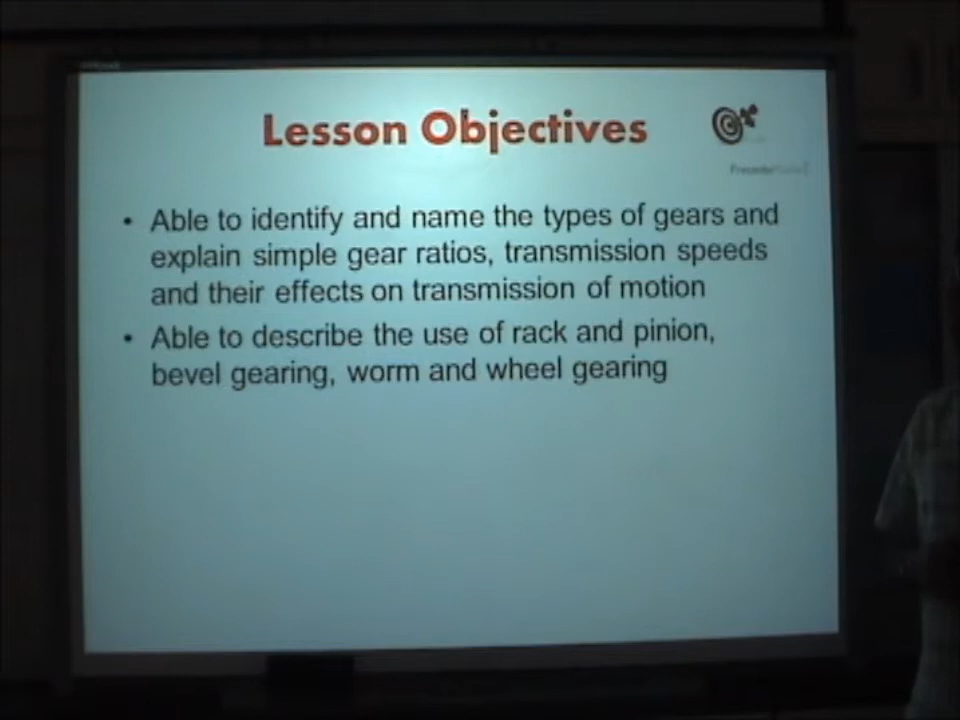 Lesson Objectives
• Able to identify and name the types of gears and
explain simple gear ratios, transmission speeds
and their effects on transmission of motion
• Able to describe the use of rack and pinion,
bevel gearing, worm and wheel gearing